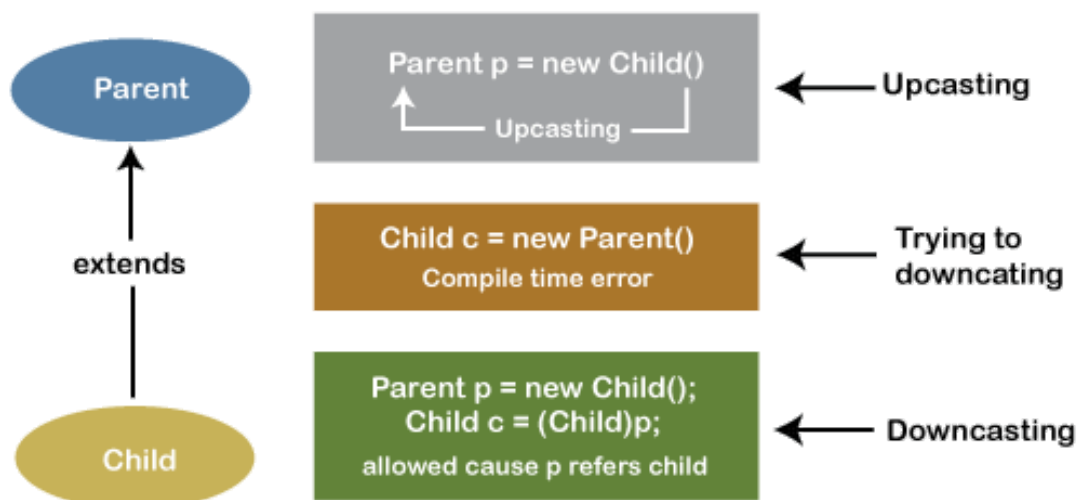 Parent
extends
Child
Parent p = new Child()
Upcasting
Upcasting
Child c = new Parent()
Compile time error
Trying to
downcating
Parent p = new Child();
Child c = (Child)p;
allowed cause p refers child
Downcasting